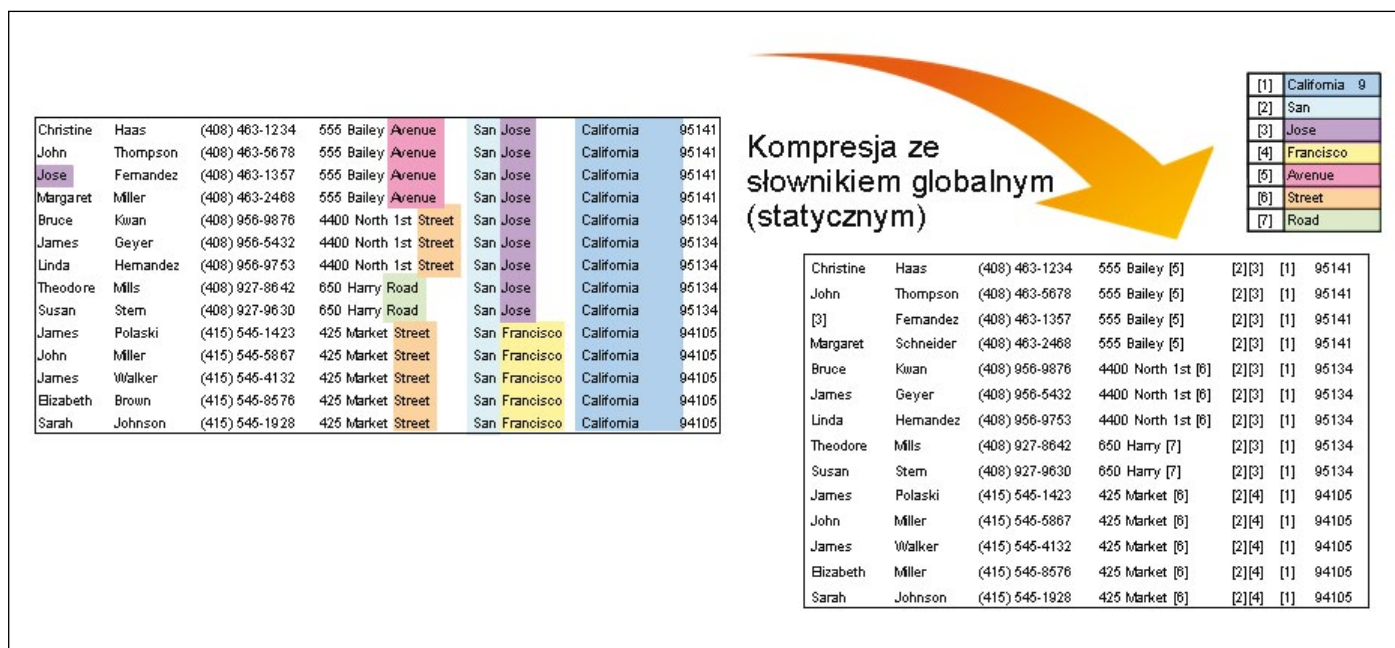 Christine Haas (408) 463-1234 555 Bailey Avenue San Jose California 95141
John Thompson (408) 463-5678 555 Bailey Avenue San Jose California 95141
Jose Fernandez (408) 463-1357 555 Bailey Avenue San Jose California 95141
Margaret Miller (408) 463-2468 555 Bailey Avenue San Jose California 95141
Bruce Kwan (408) 956-9876 4400 North 1st Street San Jose California 95134
James Geyer (408) 956-5432 4400 North 1st Street San Jose California 95134
Linda Hernandez (408) 956-9753 4400 North 1st Street San Jose California 95134
Theodore Mills (408) 927-8642 650 Harry Road San Jose California 95134
Susan Stern (408) 927-9630 650 Harry Road San Jose California 95134
James Polaski (415) 545-1423 425 Market Street San Francisco California 94105
John Miller (415) 545-5867 425 Market Street San Francisco California 94105
James Walker (415) 545-4132 425 Market Street San Francisco California 94105
Elizabeth Brown (415) 545-8576 425 Market Street San Francisco California 94105
Sarah Johnson (415) 545-1928 425 Market Street San Francisco California 94105
Kompresja ze
słownikiem globalnym
(statycznym)
[1] California 9
[2] San
[3] Jose
[4] Francisco
[5] Avenue
[6] Street
[7] Road
Christine Haas (408) 463-1234 555 Bailey [5] [2][3] [1] 95141
John Thompson (408) 463-5678 555 Bailey [5] [2][3] [1] 95141
[3] Fernandez (408) 463-1357 555 Bailey [5] [2][3] [1] 95141
Margaret Schneider (408) 463-2468 555 Bailey [5] [2][3] [1] 95141
Bruce Kwan (408) 956-9876 4400 North 1st [6] [2][3] [1] 95134
James Geyer (408) 956-5432 4400 North 1st [6] [2][3] [1] 95134
Linda Hernandez (408) 956-9753 4400 North 1st [6] [2][3] [1] 95134
Theodore Mills (408) 927-8642 650 Harry [7] [2][3] [1] 95134
Susan Stern (408) 927-9630 650 Harry [7] [2][3] [1] 95134
James Polaski (415) 545-1423 425 Market [6] [2][4] [1] 94105
John Miller (415) 545-5867 425 Market [6] [2][4] [1] 94105
James Walker (415) 545-4132 425 Market [6] [2][4] [1] 94105
Elizabeth Miller (415) 545-8576 425 Market [6] [2][4] [1] 94105
Sarah Johnson (415) 545-1928 425 Market [6] [2][4] [1] 94105